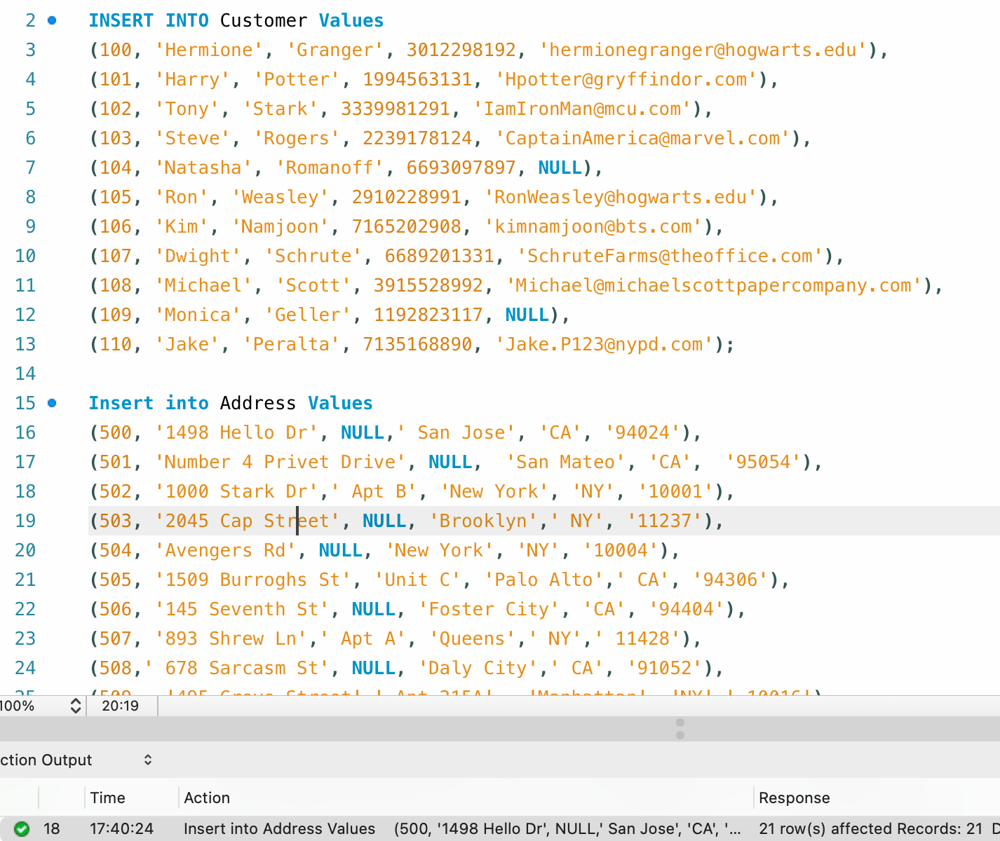 2 INSERT INTO Customer Values
3 (100, 'Hermione', 'Granger', 3012298192, 'hermionegranger@hogwarts.edu'),
4 (101, 'Harry', 'Potter', 1994563131, 'Hpotter@gryffindor.com'),
5 (102, 'Tony', 'Stark', 3339981291, 'IamIronMan@mcu.com'),
6 (103, 'Steve', 'Rogers', 2239178124, 'CaptainAmerica@marvel.com'),
7 (104, 'Natasha', 'Romanoff', 6693097897, NULL),
8 (105, 'Ron', 'Weasley', 2910228991, 'RonWeasley@hogwarts.edu'),
9 (106, 'Kim', 'Namjoon', 7165202908, 'kimnamjoon@bts.com'),
10 (107, 'Dwight', 'Schrute', 6689201331, 'SchruteFarms@theoffice.com'),
11 (108, 'Michael', 'Scott', 3915528992, 'Michael@michaelscottpapercompany.com'),
12 (109, 'Monica', 'Geller', 1192823117, NULL),
13 (110, 'Jake', 'Peralta', 7135168890, 'Jake.P123@nypd.com');
14
15 Insert into Address Values
16 (500, '1498 Hello Dr', NULL,' San Jose', 'CA', '94024'),
17 (501, 'Number 4 Privet Drive', NULL,  'San Mateo', 'CA',  '95054'),
18 (502, '1000 Stark Dr',' Apt B', 'New York', 'NY', '10001'),
19 (503, '2045 Cap Street', NULL, 'Brooklyn',' NY', '11237'),
20 (504, 'Avengers Rd', NULL, 'New York', 'NY', '10004'),
21 (505, '1509 Burroghs St', 'Unit C', 'Palo Alto',' CA', '94306'),
22 (506, '145 Seventh St', NULL, 'Foster City', 'CA', '94404'),
23 (507, '893 Shrew Ln',' Apt A', 'Queens',' NY',' 11428'),
24 (508,' 678 Sarcasm St', NULL, 'Daly City',' CA', '91052'),
100% 20:19
ction Output
Time Action Response
18 17:40:24 Insert into Address Values (500, '1498 Hello Dr', NULL,' San Jose', 'CA', '... 21 row(s) affected Records: 21 D